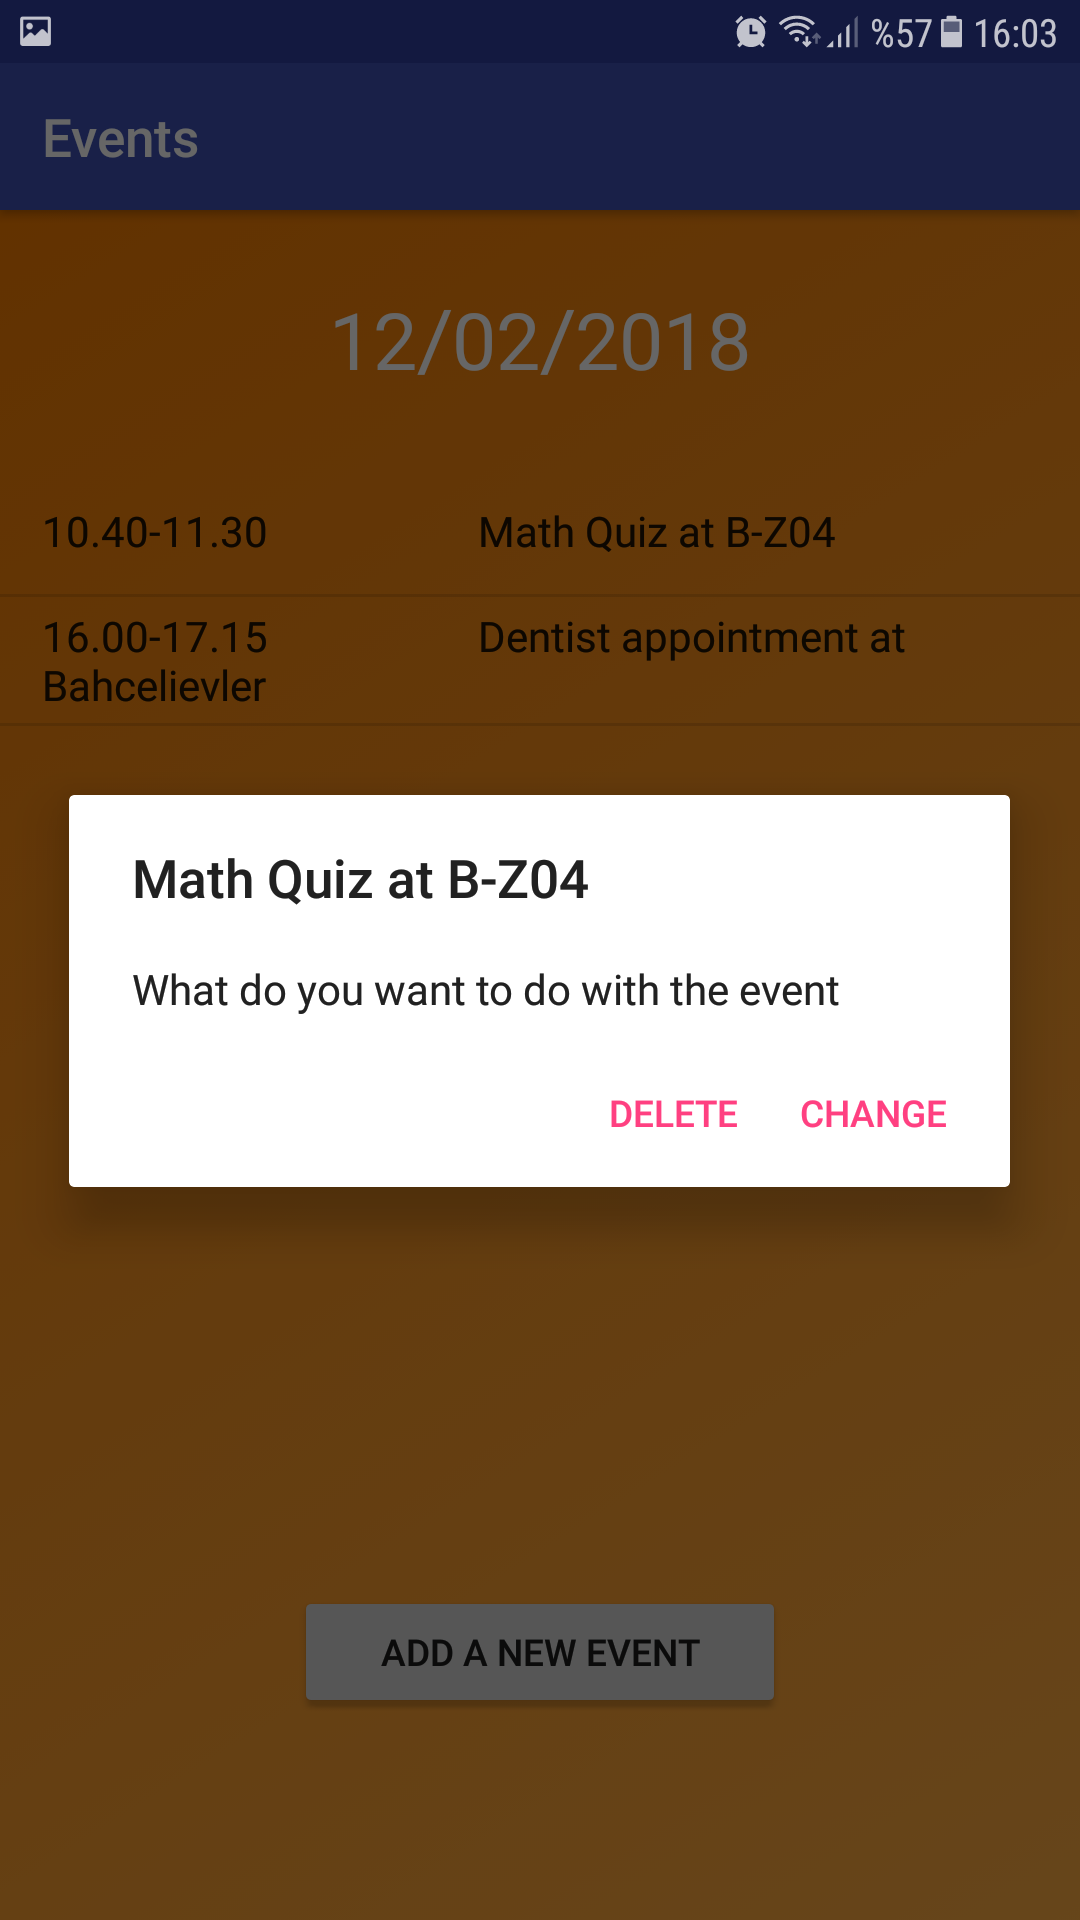 %57 16:03
Events
12/02/2018
10.40-11.30 Math Quiz at B-Z04
16.00-17.15 Dentist appointment at
Bahcelievler
Math Quiz at B-Z04
What do you want to do with the event
DELETE CHANGE
ADD A NEW EVENT